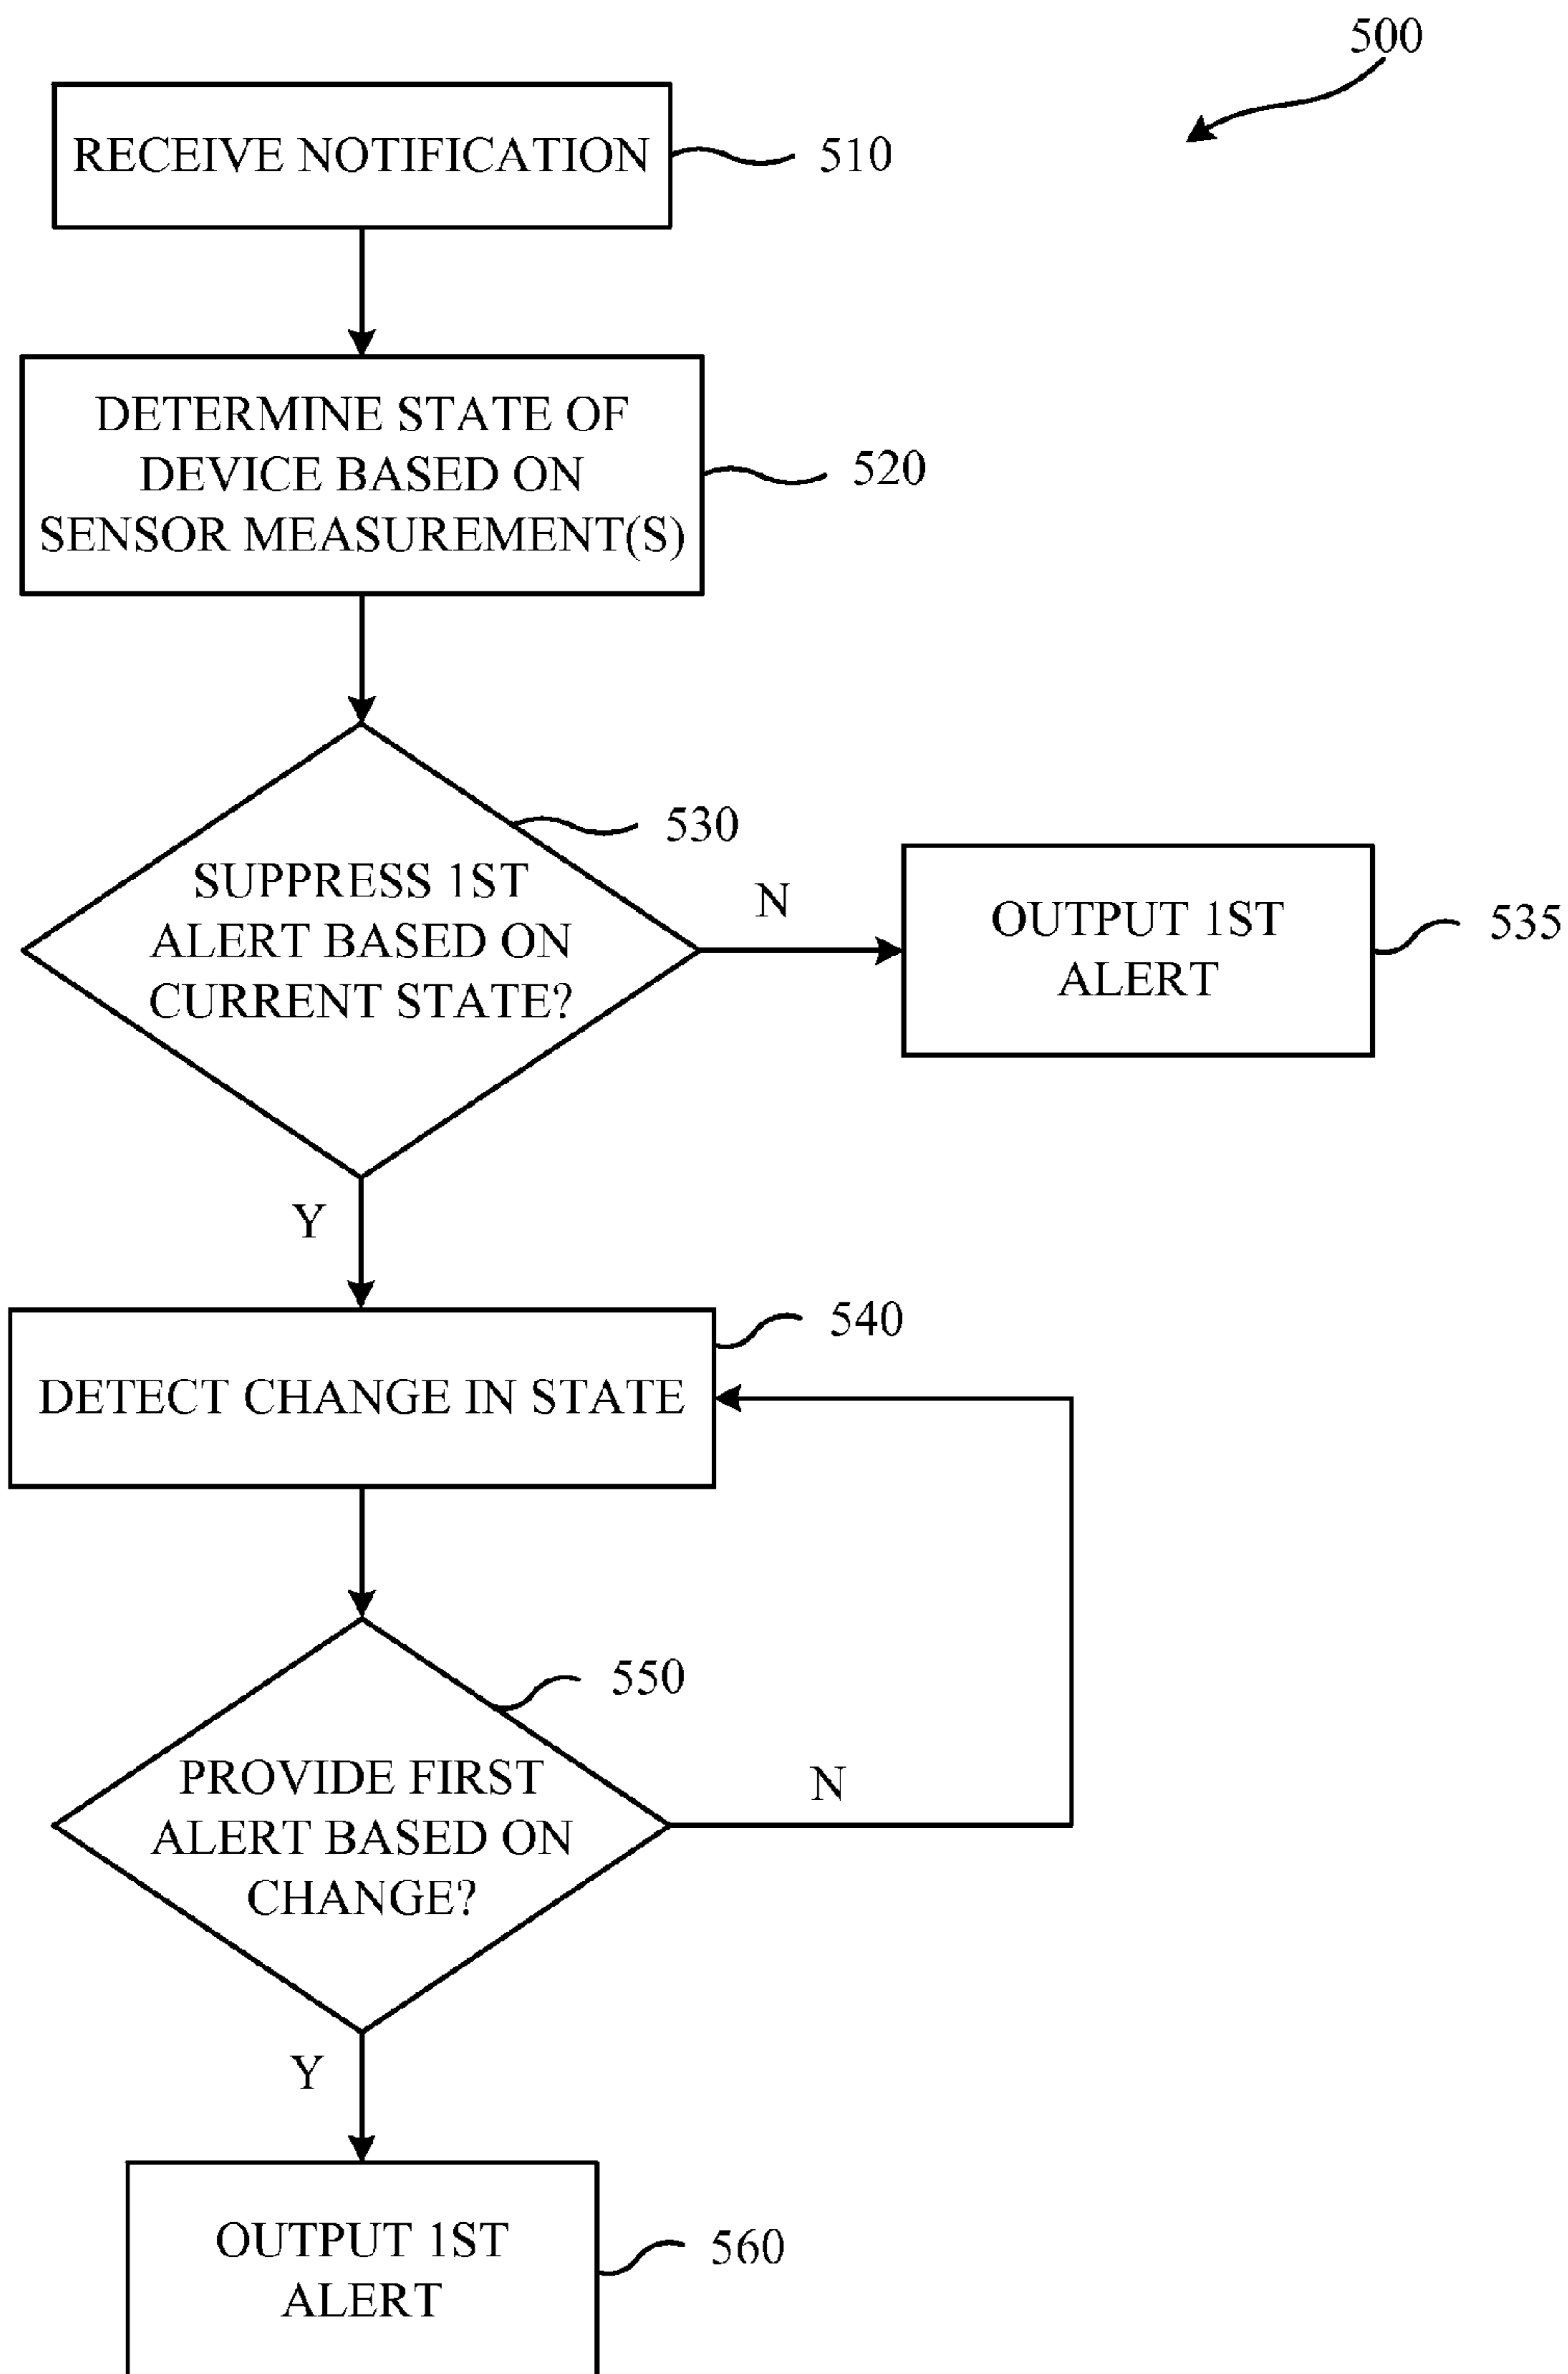 500
RECEIVE NOTIFICATION
510
DETERMINE STATE OF
DEVICE BASED ON
SENSOR MEASUREMENT(S)
520
530
SUPPRESS 1ST
ALERT BASED ON
CURRENT STATE?
N
OUTPUT 1ST
ALERT
535
Y
540
DETECT CHANGE IN STATE
550
PROVIDE FIRST
ALERT BASED ON
CHANGE?
N
Y
OUTPUT 1ST
ALERT
560